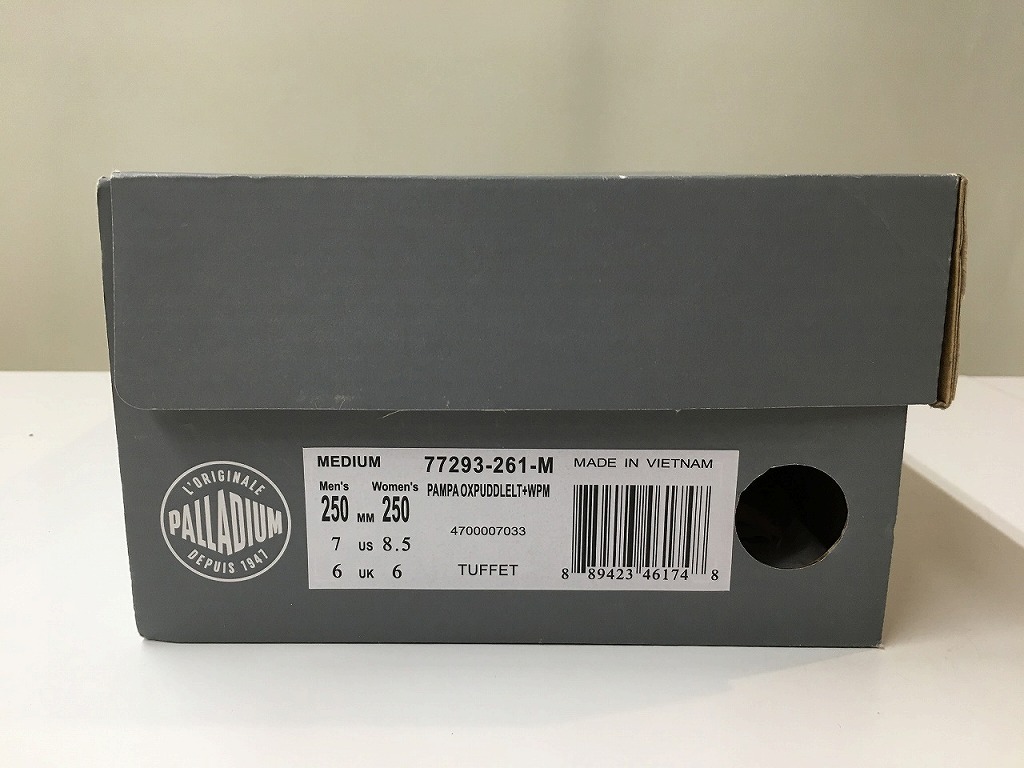 L'ORIGINALE
PALLADIUM
DEPUIS 1947
MEDIUM 77293-261-M MADE IN VIETNAM
Men's Women's PAMPA OXPUDDLELT+WPM
250 MM 250
4700007033
7 US 8.5
6 UK 6 TUFFET
8 89423 46174 8